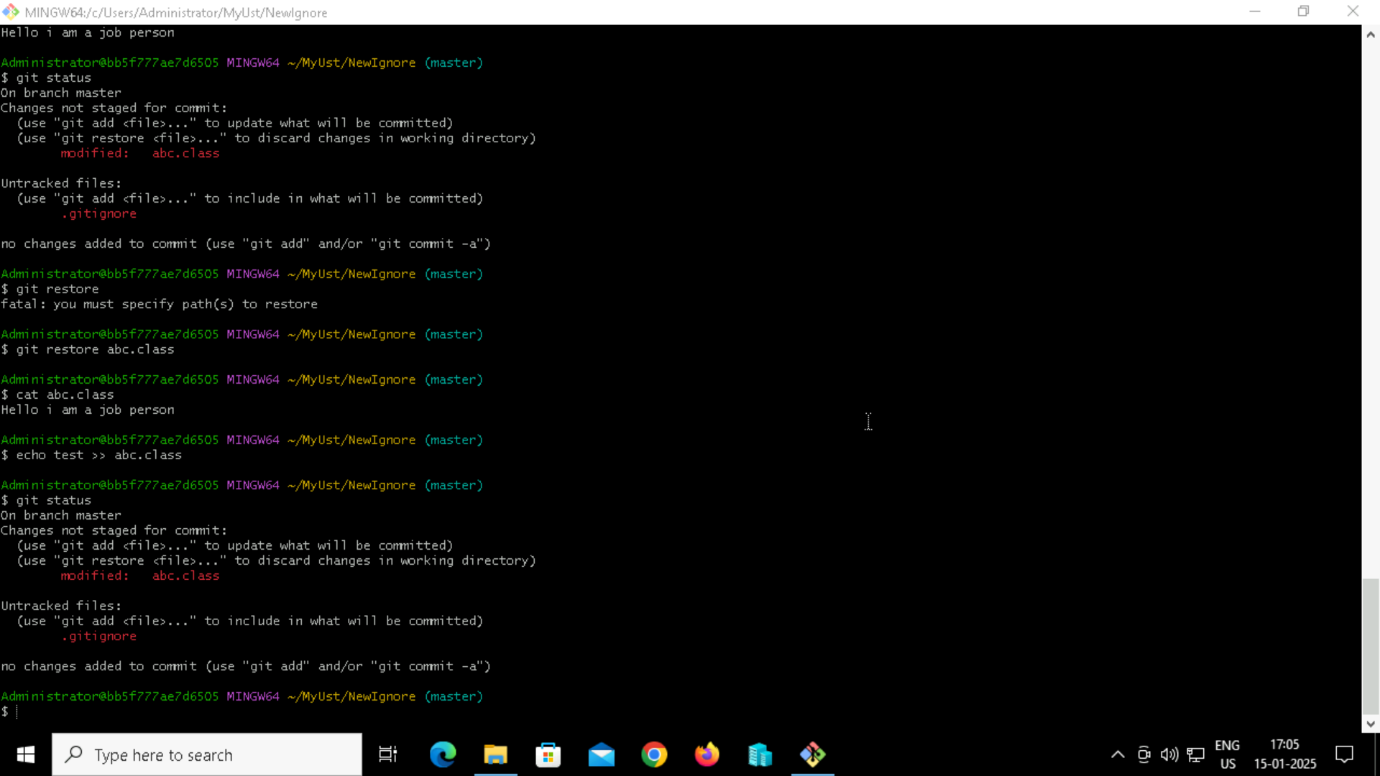 MINGW64:/c/Users/Administrator/MyUst/NewIgnore
Hello i am a job person
Administrator@bb5f777ae7d6505 MINGW64 ~/MyUst/NewIgnore (master)
$ git status
On branch master
Changes not staged for commit:
  (use "git add <file>..." to update what will be committed)
  (use "git restore <file>..." to discard changes in working directory)
        modified:   abc.class
Untracked files:
  (use "git add <file>..." to include in what will be committed)
        .gitignore
no changes added to commit (use "git add" and/or "git commit -a")
Administrator@bb5f777ae7d6505 MINGW64 ~/MyUst/NewIgnore (master)
$ git restore
fatal: you must specify path(s) to restore
Administrator@bb5f777ae7d6505 MINGW64 ~/MyUst/NewIgnore (master)
$ git restore abc.class
Administrator@bb5f777ae7d6505 MINGW64 ~/MyUst/NewIgnore (master)
$ cat abc.class
Hello i am a job person
Administrator@bb5f777ae7d6505 MINGW64 ~/MyUst/NewIgnore (master)
$ echo test >> abc.class
Administrator@bb5f777ae7d6505 MINGW64 ~/MyUst/NewIgnore (master)
$ git status
On branch master
Changes not staged for commit:
  (use "git add <file>..." to update what will be committed)
  (use "git restore <file>..." to discard changes in working directory)
        modified:   abc.class
Untracked files:
  (use "git add <file>..." to include in what will be committed)
        .gitignore
no changes added to commit (use "git add" and/or "git commit -a")
Administrator@bb5f777ae7d6505 MINGW64 ~/MyUst/NewIgnore (master)
$
Type here to search
ENG
US
17:05
15-01-2025